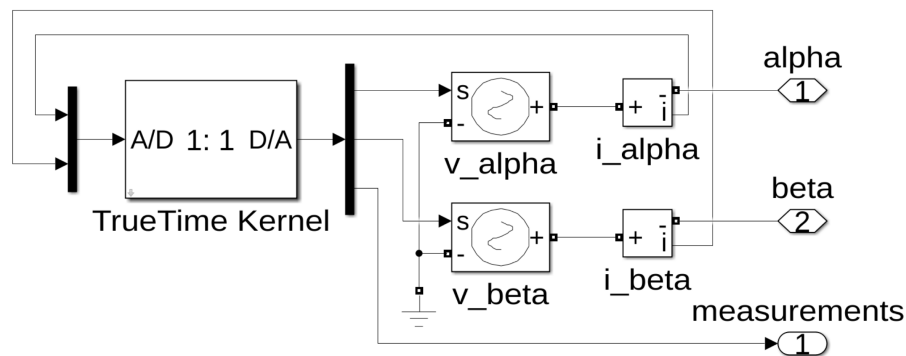 alpha
1
s
-
+
v_alpha
+
-
i
i_alpha
A/D 1: 1 D/A
TrueTime Kernel
beta
2
s
-
+
v_beta
+
-
i
i_beta
measurements
1